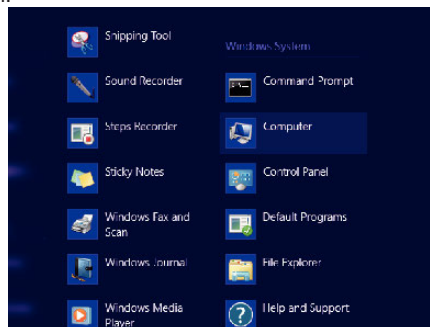 Snipping Tool
Sound Recorder
Steps Recorder
Sticky Notes
Windows Fax and
Scan
Windows Journal
Windows Media
Player
Windows System
Command Prompt
Computer
Control Panel
Default Programs
File Explorer
Help and Support